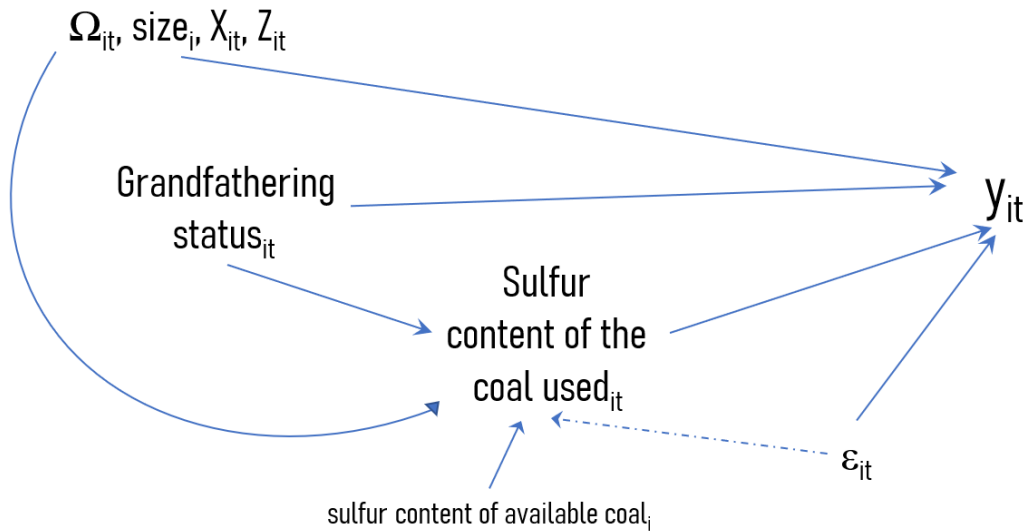 Ωit, sizei, Xit, Zit
Grandfathering
statusit
yit
Sulfur
content of the
coal usedit
εit
sulfur content of available coali